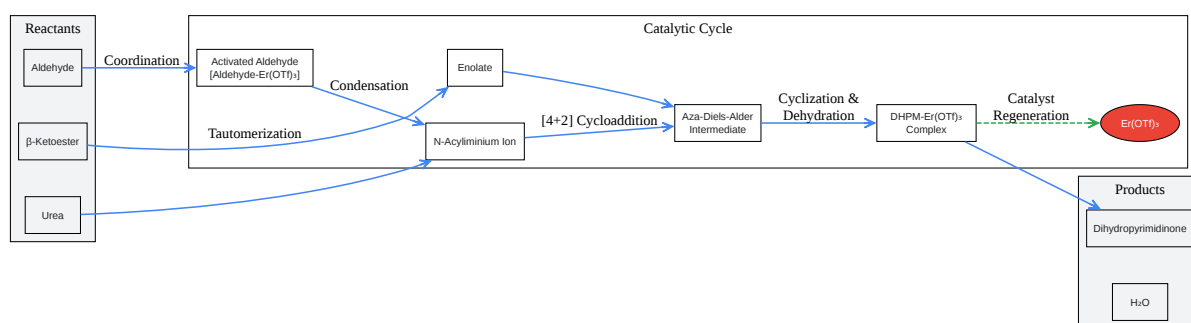 Reactants
Catalytic Cycle
Aldehyde
Coordination
Activated Aldehyde
[Aldehyde-Er(OTf)₃]
Condensation
Enolate
β-Ketoester
Tautomerization
N-Acyliminium Ion
[4+2] Cycloaddition
Aza-Diels-Alder
Intermediate
Cyclization &
Dehydration
DHPM-Er(OTf)₃
Complex
Catalyst
Regeneration
Er(OTf)₃
Urea
Products
Dihydropyrimidinone
H₂O